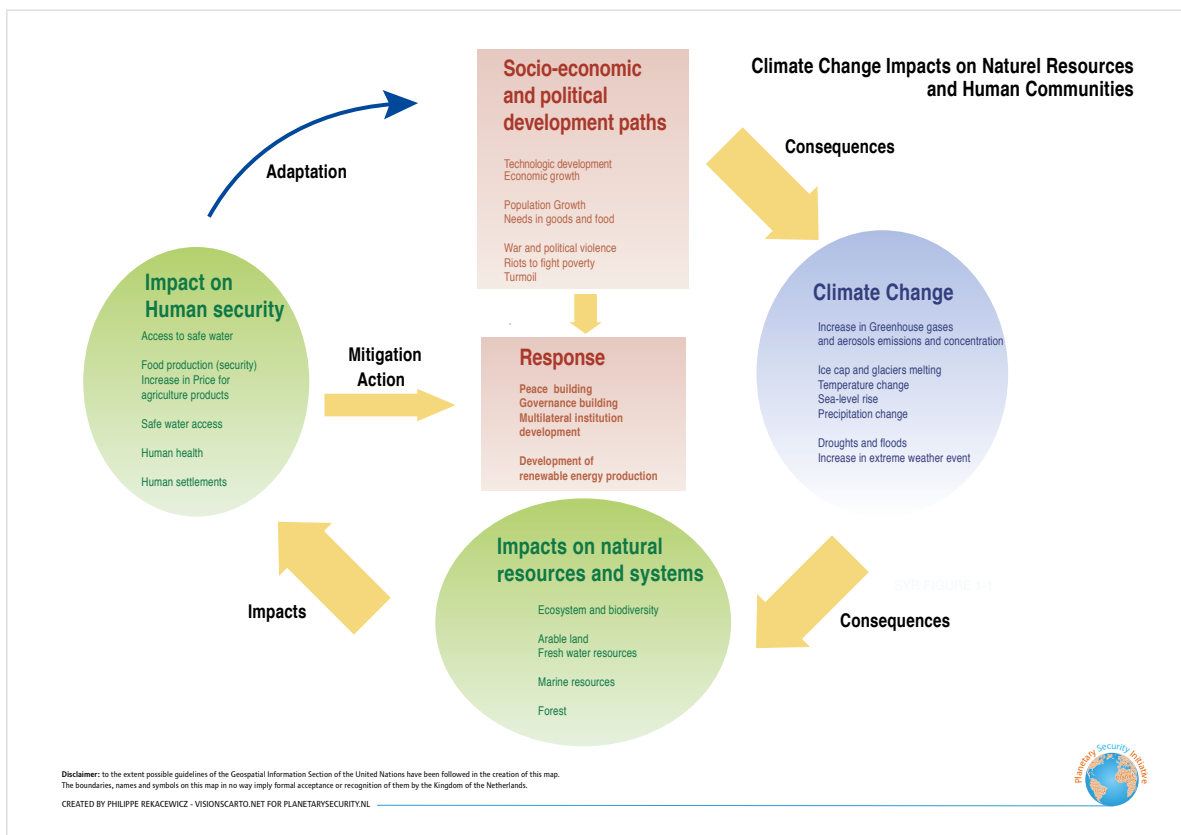 Climate Change Impacts on Naturel Resources
and Human Communities
Socio-economic
and political
development paths
Technologic development
Economic growth
Population Growth
Needs in goods and food
War and political violence
Riots to fight poverty
Turmoil
Consequences
Adaptation
Climate Change
Increase in Greenhouse gases
and aerosols emissions and concentration
Ice cap and glaciers melting
Temperature change
Sea-level rise
Precipitation change
Droughts and floods
Increase in extreme weather event
Impact on
Human security
Access to safe water
Food production (security)
Increase in Price for
agriculture products
Safe water access
Human health
Human settlements
Mitigation
Action
Response
Peace building
Governance building
Multilateral institution
development
Development of
renewable energy production
Impacts on natural
resources and systems
Ecosystem and biodiversity
Arable land
Fresh water resources
Marine resources
Forest
Impacts
Consequences
SYR FIGURE 1-1
Disclaimer: to the extent possible guidelines of the Geospatial Information Section of the United Nations have been followed in the creation of this map.
The boundaries, names and symbols on this map in no way imply formal acceptance or recognition of them by the Kingdom of the Netherlands.
CREATED BY PHILIPPE REKACEWICZ - VISIONSCARTO.NET FOR PLANETARYSECURITY.NL
Planetary Security Initiative